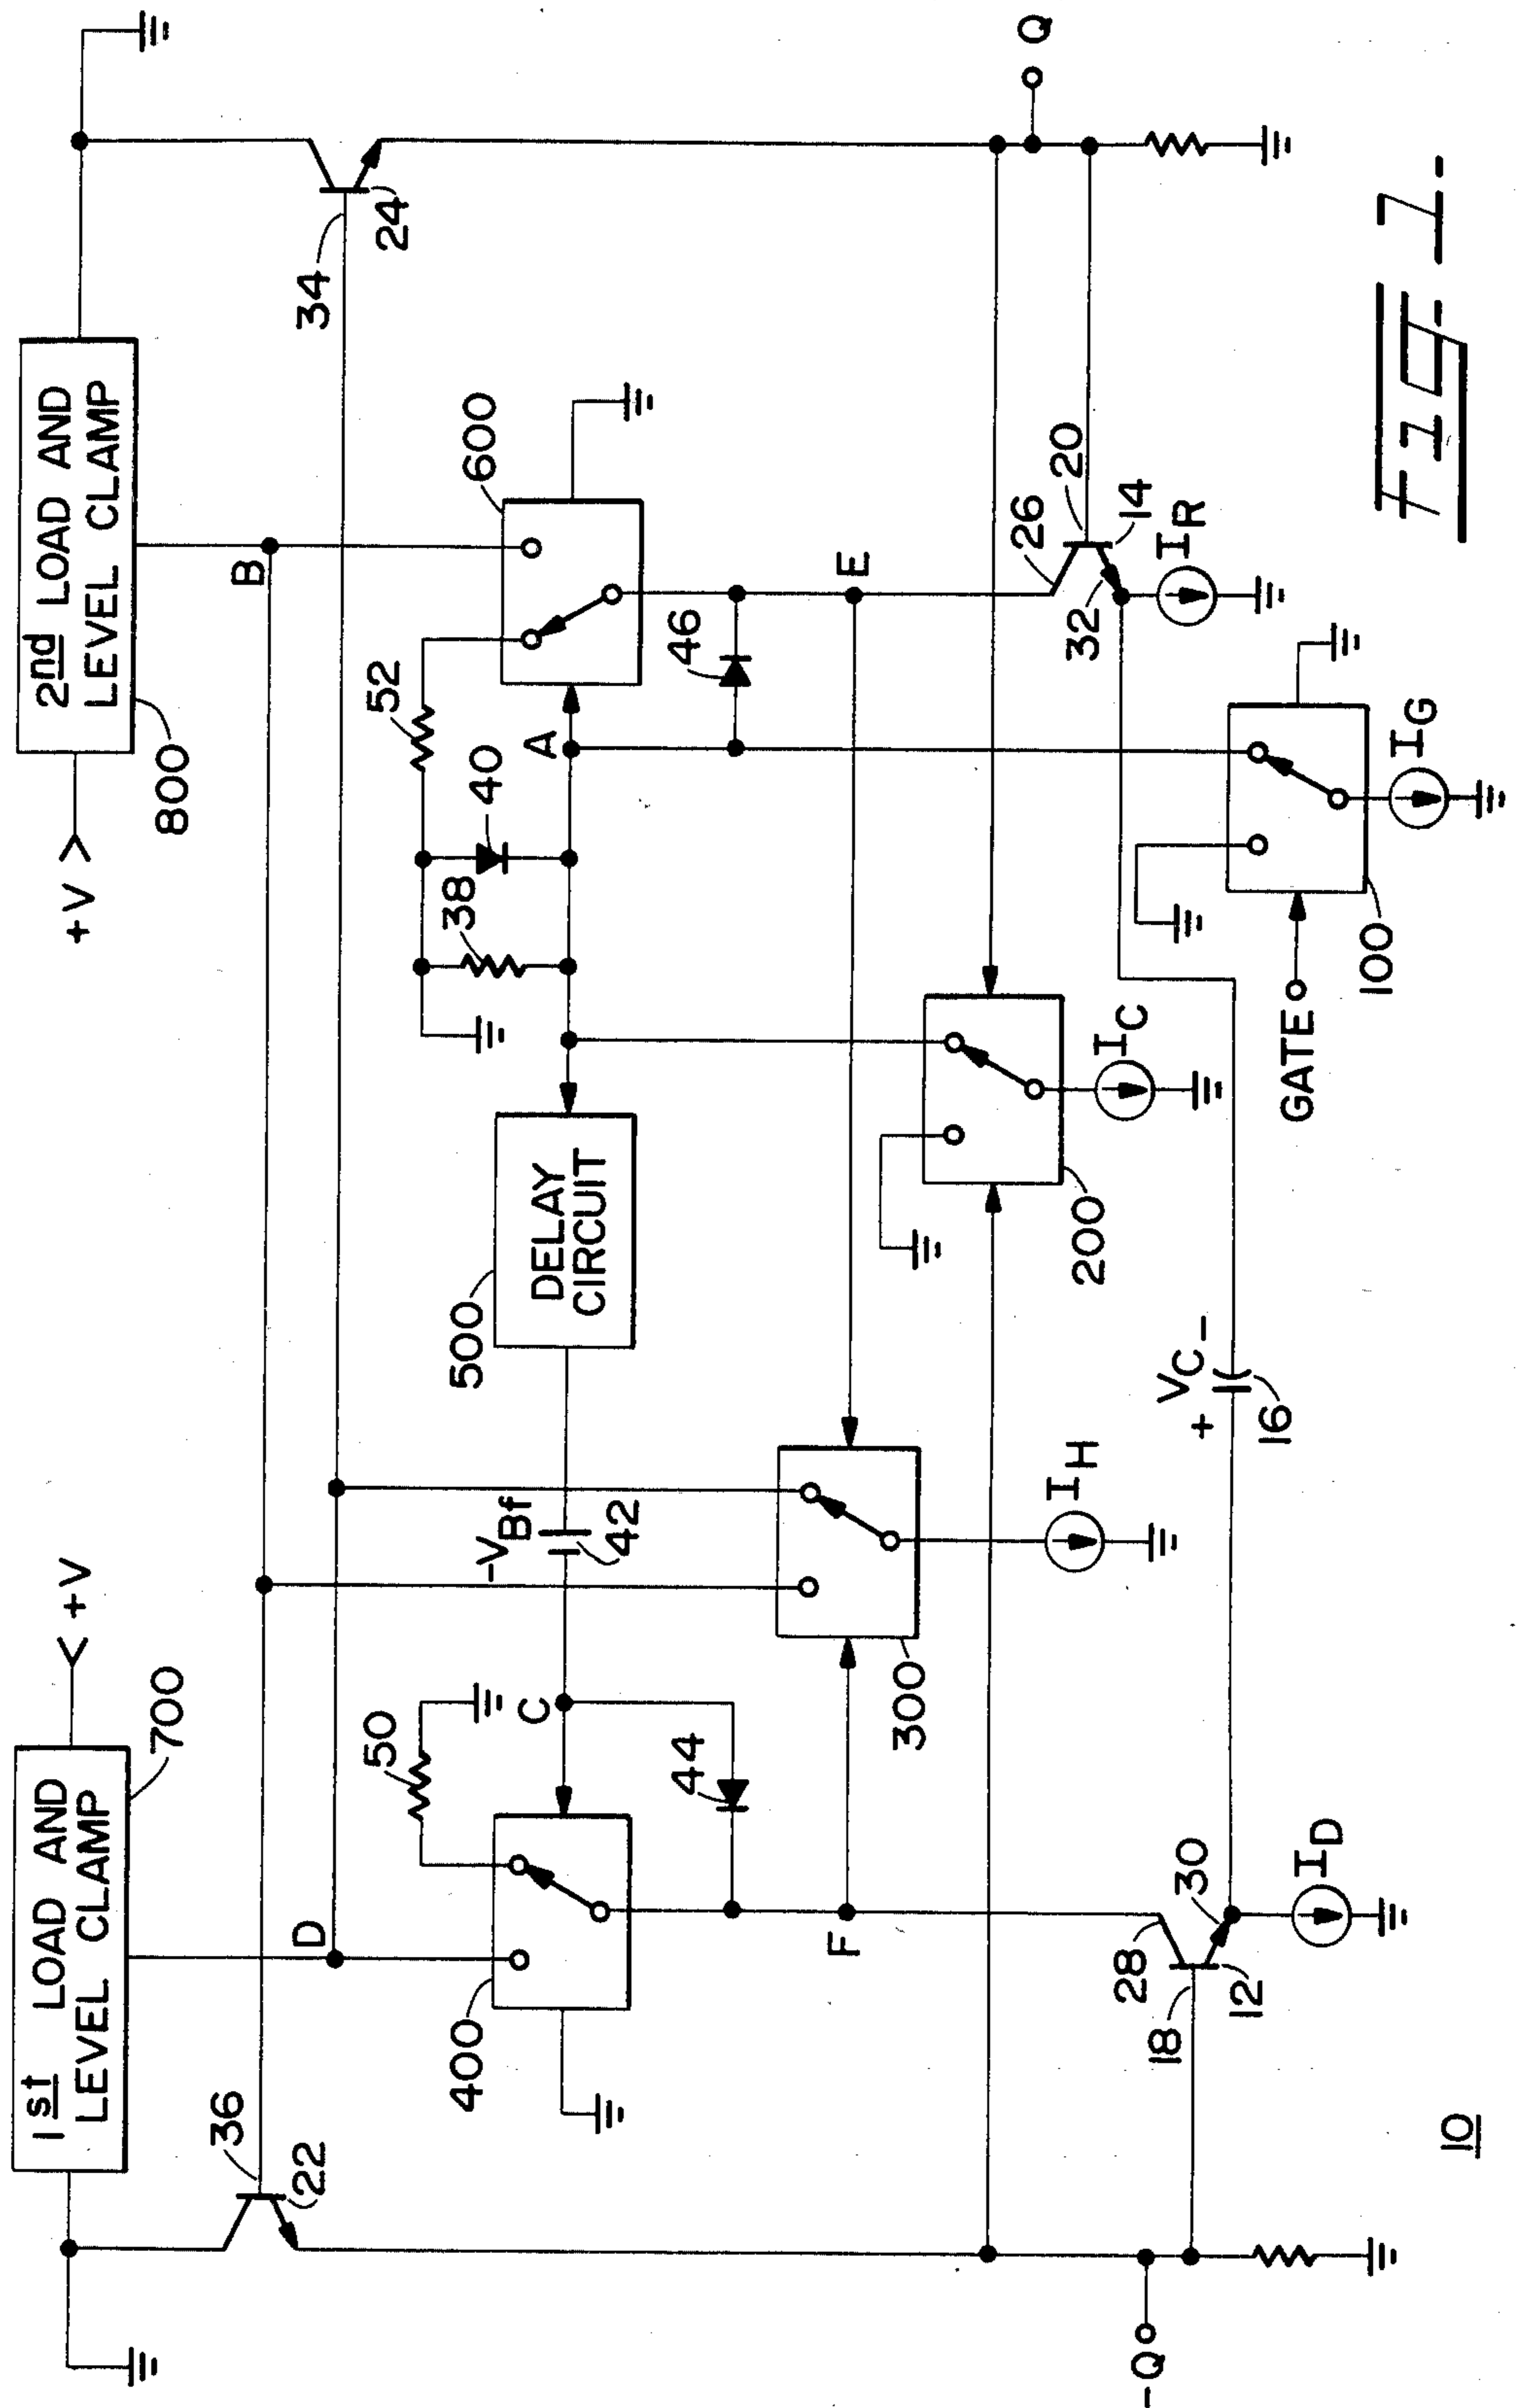 1st LOAD AND
LEVEL CLAMP
700
< +V
+V >
2nd LOAD AND
LEVEL CLAMP
800
36
22
D
B
34
24
400
50
C
-VBf
42
500
DELAY
CIRCUIT
38
40
52
A
600
44
46
F
E
300
200
28
18
12
30
ID
IH
IC
26
20
14
32
IR
+ VC -
16
GATE
100
IG
-Q
Q
10
FIG. 1.